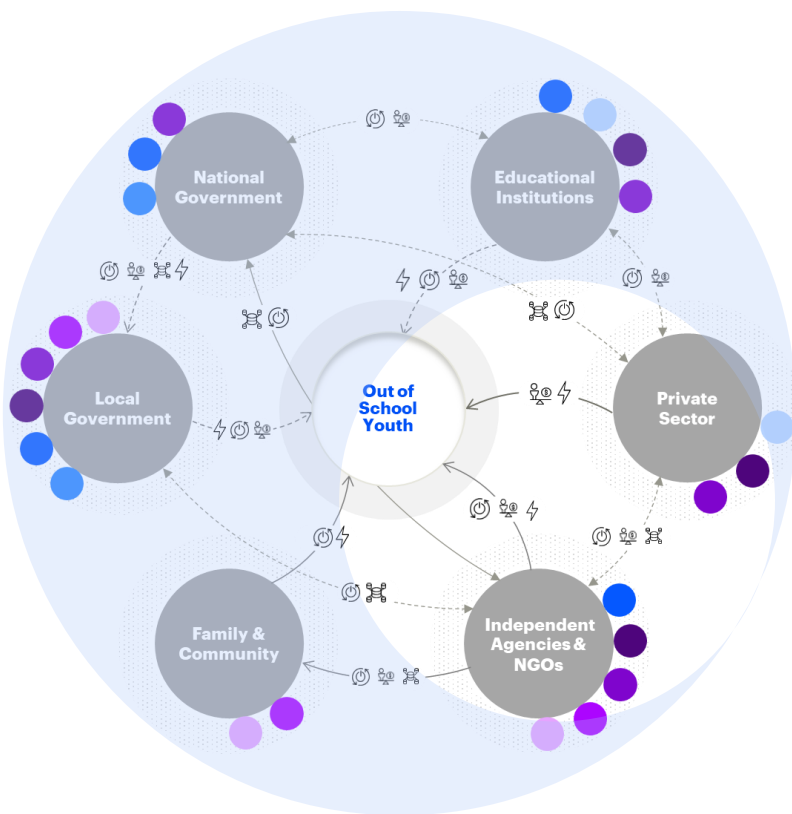 National
Government
Educational
Institutions
Out of
School
Youth
Local
Government
Private
Sector
Family &
Community
Independent
Agencies &
NGOs